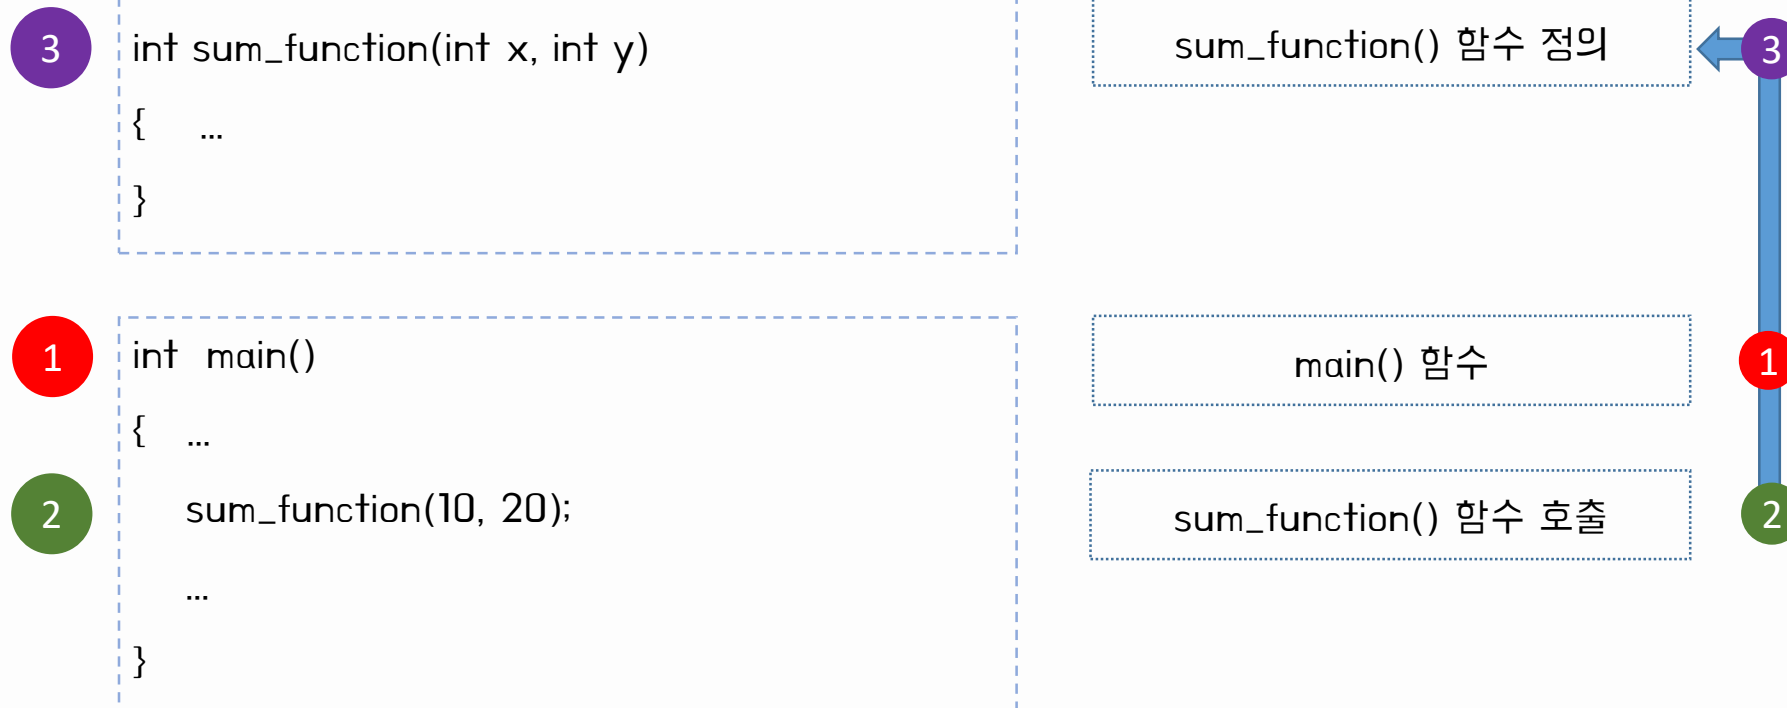 3 int sum_function(int x, int y) sum_function() 함수 정의 3
{ ...
}
1 int main() main() 함수 1
{ ...
2 sum_function(10, 20); sum_function() 함수 호출 2
...
}